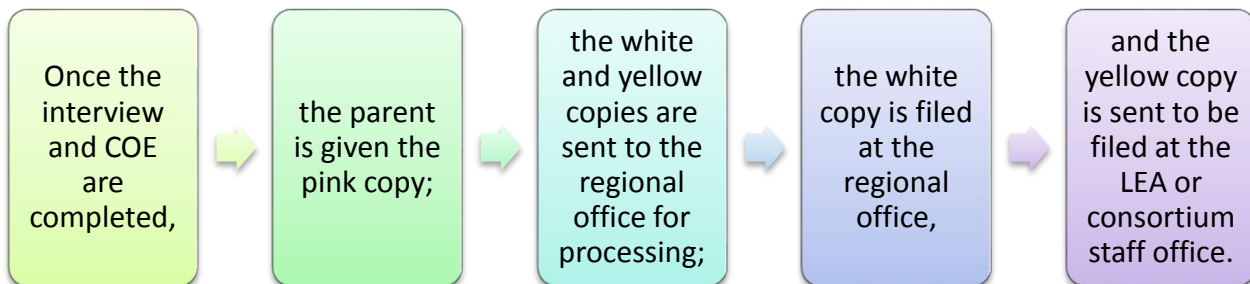 Once the
interview
and COE
are
completed,
the parent
is given the
pink copy;
the white
and yellow
copies are
sent to the
regional
office for
processing;
the white
copy is filed
at the
regional
office,
and the
yellow copy
is sent to be
filed at the
LEA or
consortium
staff office.